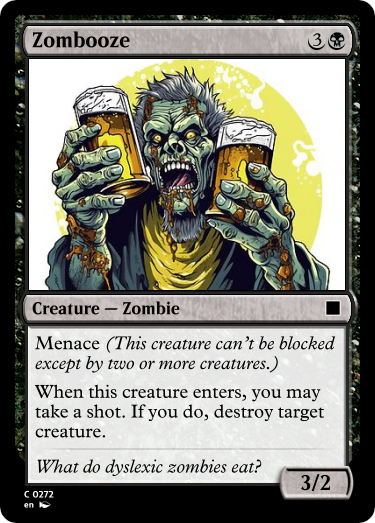 Zombooze 3
Creature — Zombie
Menace (This creature can't be blocked
except by two or more creatures.)
When this creature enters, you may
take a shot. If you do, destroy target
creature.
What do dyslexic zombies eat?
3/2
C 0272
en